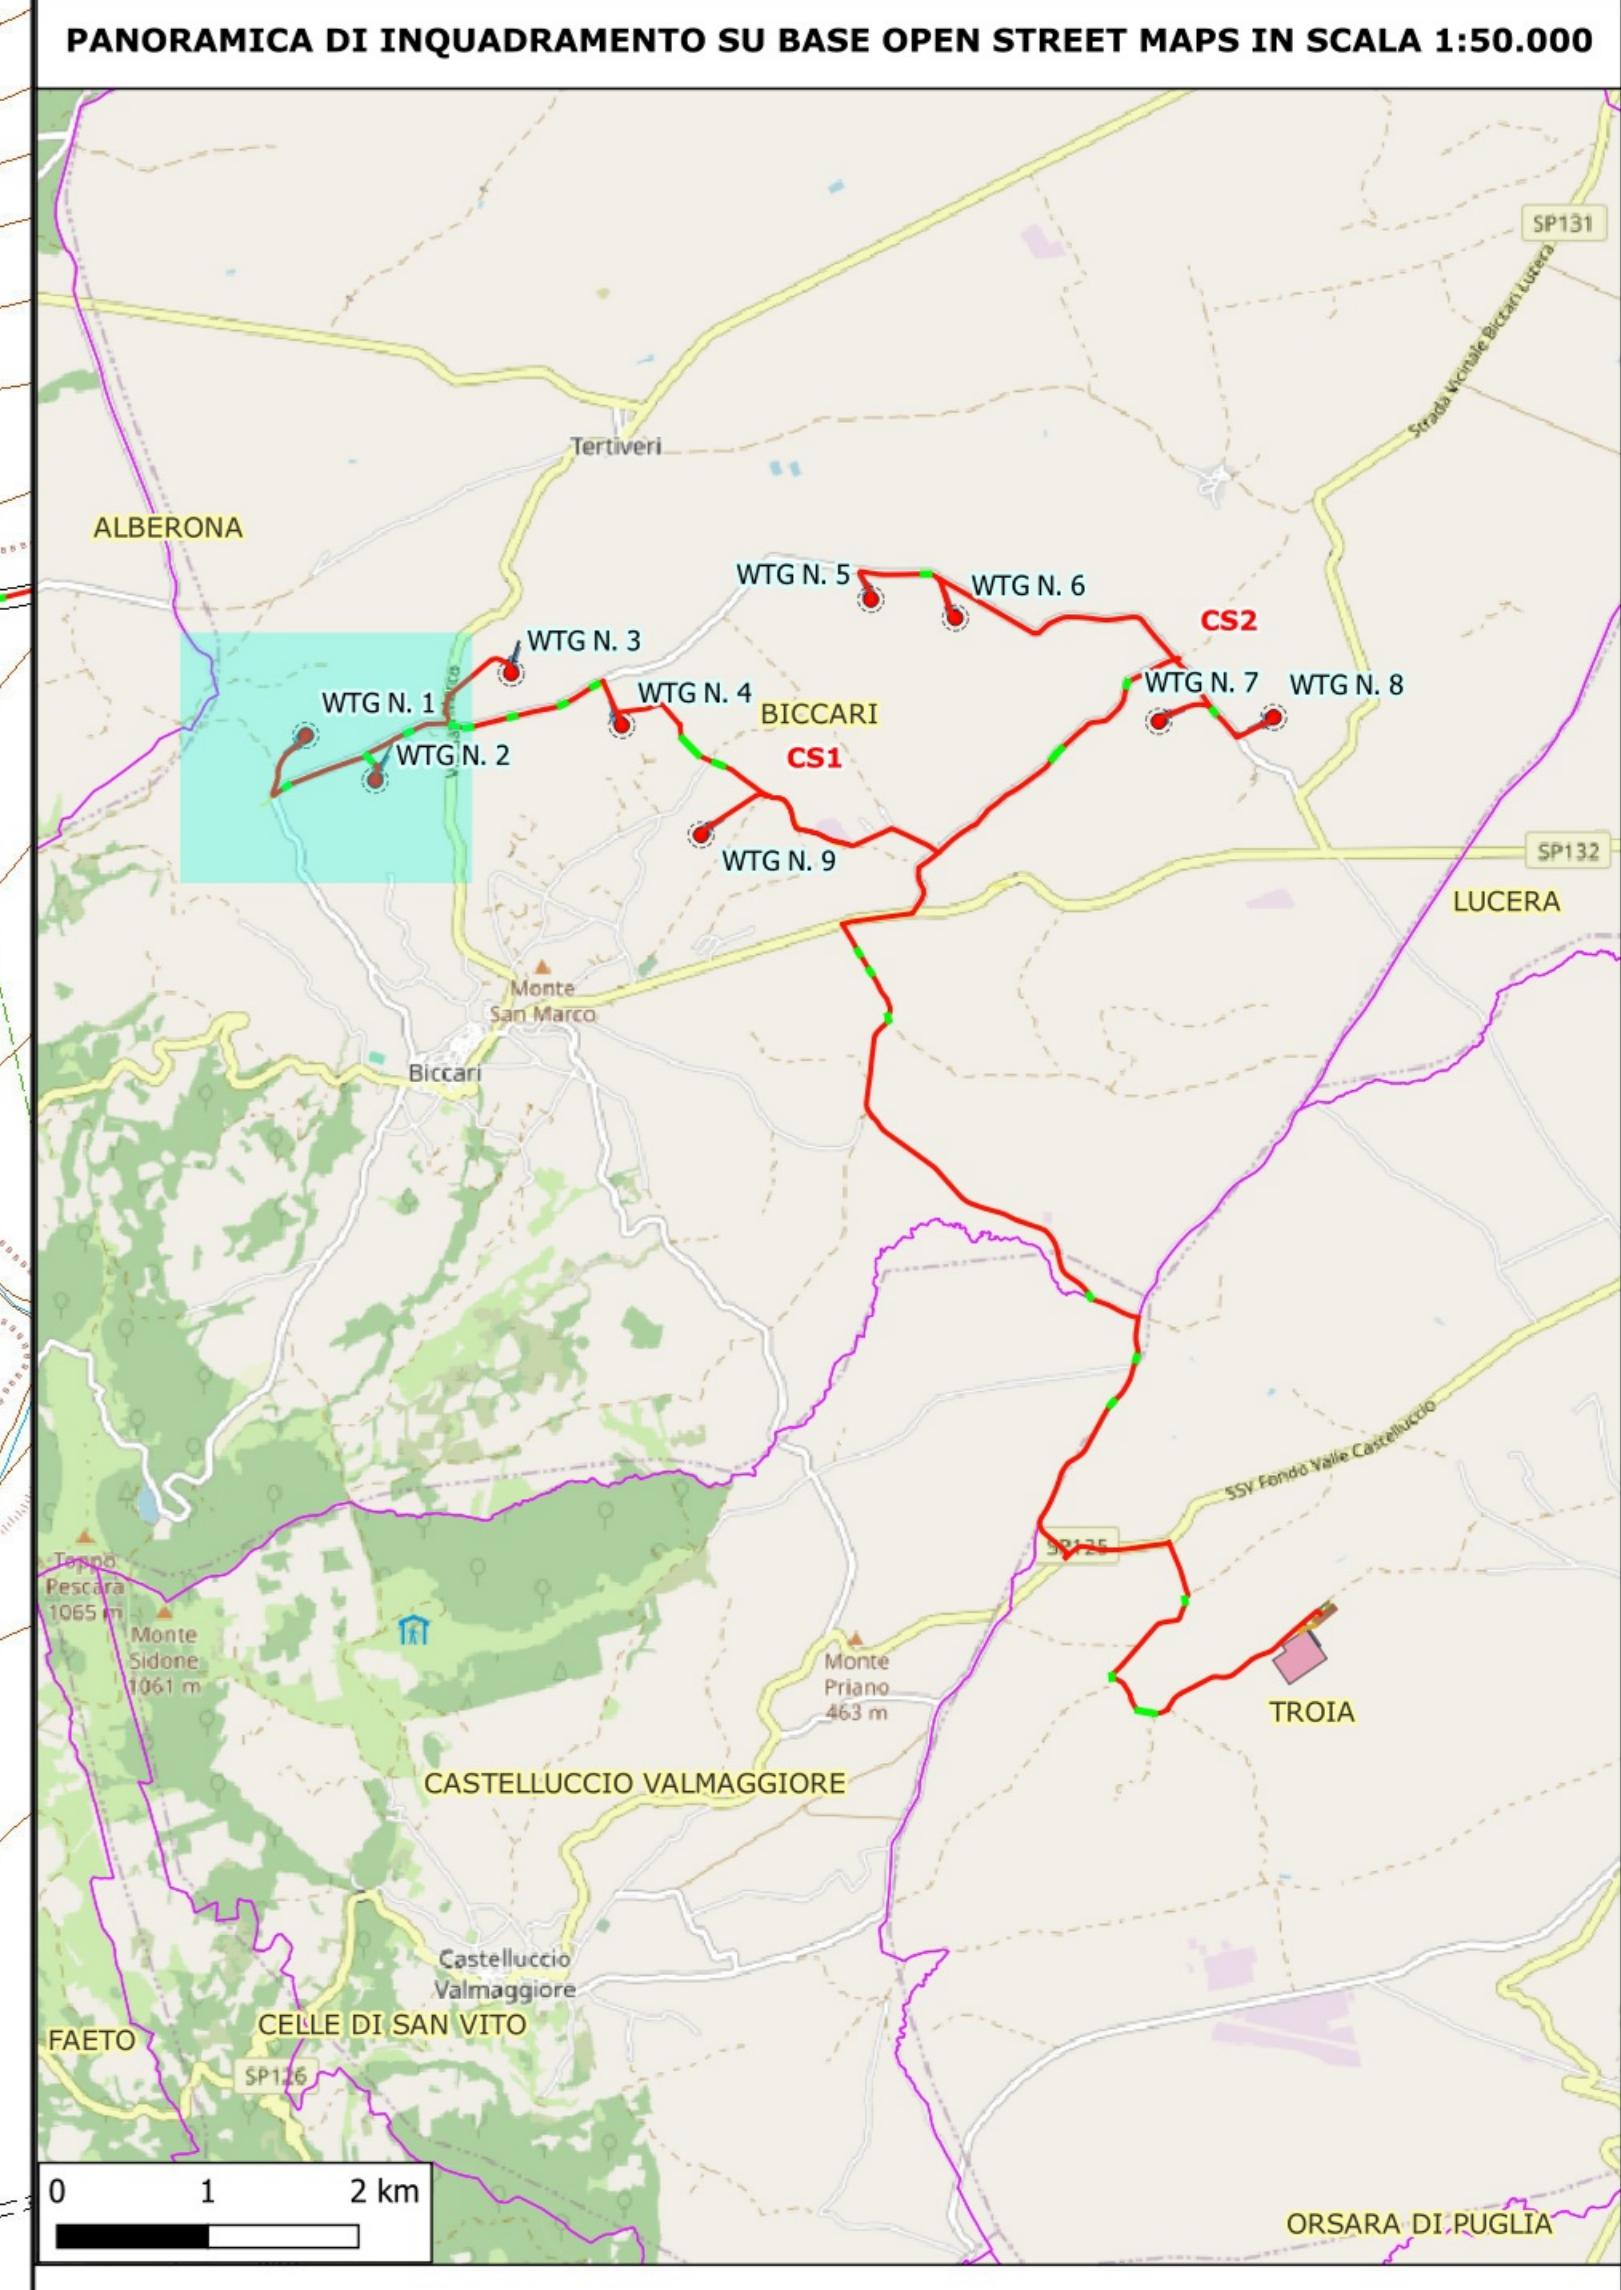 PANORAMICA DI INQUADRAMENTO SU BASE OPEN STREET MAPS IN SCALA 1:50.000
SP131
Strada Vicinale Biccari Lucera
Tertiveri
ALBERONA
WTG N. 5
WTG N. 6
CS2
WTG N. 3
WTG N. 7
WTG N. 8
WTG N. 1
WTG N. 4
BICCARI
WTG N. 2
CS1
SP132
WTG N. 9
LUCERA
Monte
San Marco
Biccari
SSV Fondo Valle Castelluccio
SP125
Toppo
Pescara
1065 m
Monte
Sidone
1061 m
Monte
Priano
463 m
TROIA
CASTELLUCCIO VALMAGGIORE
Castelluccio
Valmaggiore
CELLE DI SAN VITO
FAETO
SP126
0 1 2 km
ORSARA DI PUGLIA